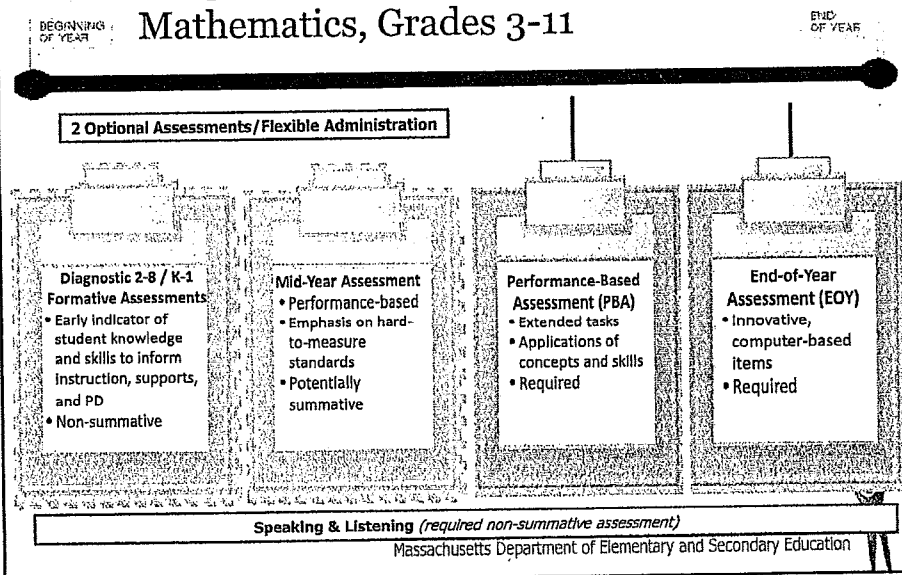 BEGINNING
OF YEAR
Mathematics, Grades 3-11
END
OF YEAR
2 Optional Assessments/Flexible Administration
Diagnostic 2-8 / K-1
Formative Assessments
• Early indicator of
student knowledge
and skills to inform
instruction, supports,
and PD
• Non-summative
Mid-Year Assessment
• Performance-based
• Emphasis on hard-
to-measure
standards
• Potentially
summative
Performance-Based
Assessment (PBA)
• Extended tasks
• Applications of
concepts and skills
• Required
End-of-Year
Assessment (EOY)
• Innovative,
computer-based
items
• Required
Speaking & Listening (required non-summative assessment)
Massachusetts Department of Elementary and Secondary Education